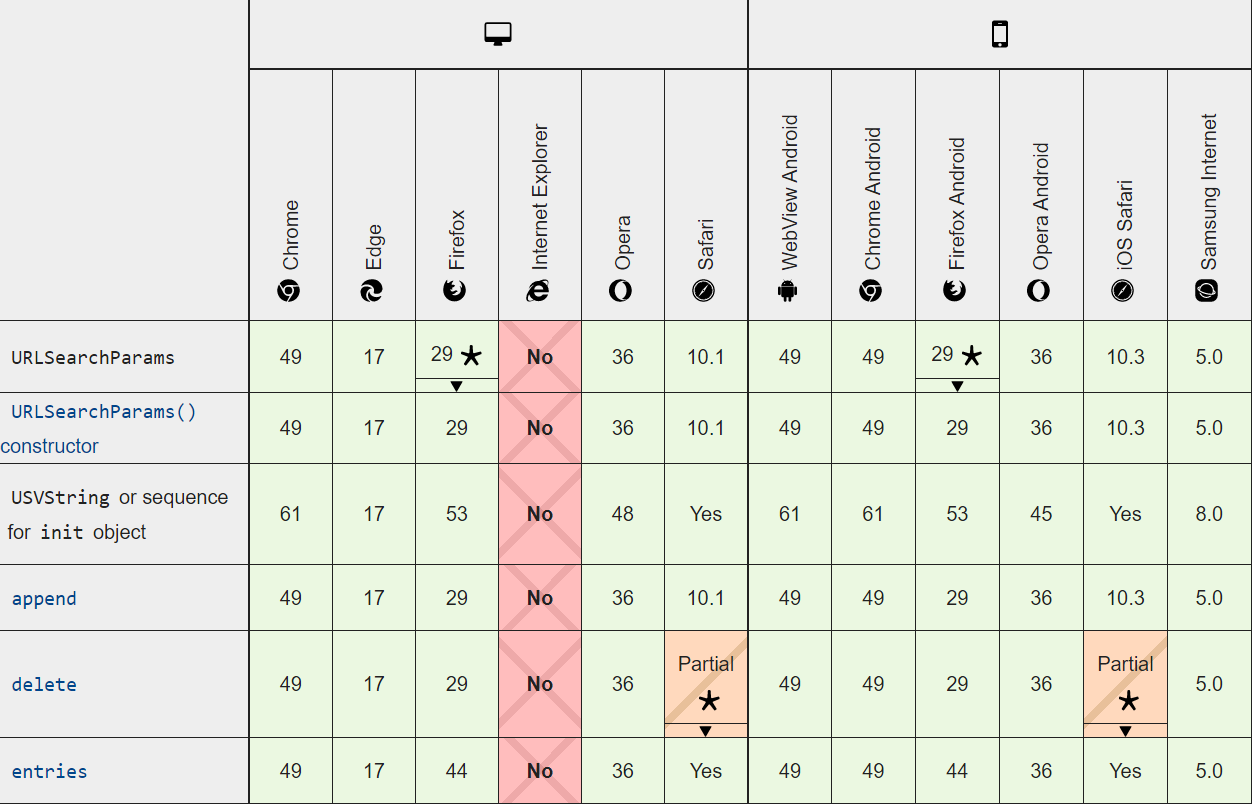 Chrome
Edge
Firefox
Internet Explorer
Opera
Safari
WebView Android
Chrome Android
Firefox Android
Opera Android
iOS Safari
Samsung Internet
URLSearchParams 49 17 29 No 36 10.1 49 49 29 36 10.3 5.0
URLSearchParams()
constructor 49 17 29 No 36 10.1 49 49 29 36 10.3 5.0
USVString or sequence
for init object 61 17 53 No 48 Yes 61 61 53 45 Yes 8.0
append 49 17 29 No 36 10.1 49 49 29 36 10.3 5.0
delete 49 17 29 No 36 Partial 49 49 29 36 Partial 5.0
entries 49 17 44 No 36 Yes 49 49 44 36 Yes 5.0